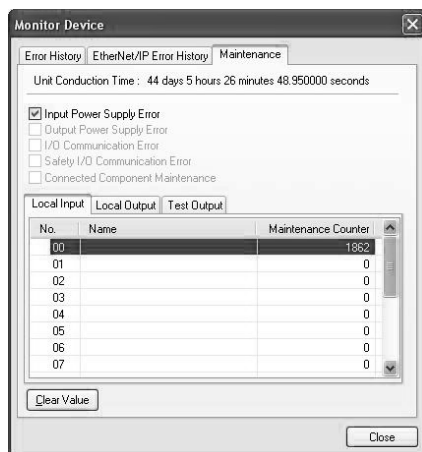 Monitor Device
Error History EtherNet/IP Error History Maintenance
Unit Conduction Time : 44 days 5 hours 26 minutes 48.950000 seconds
Input Power Supply Error
Output Power Supply Error
I/O Communication Error
Safety I/O Communication Error
Connected Component Maintenance
Local Input Local Output Test Output
No. Name Maintenance Counter
00 1862
01 0
02 0
03 0
04 0
05 0
06 0
07 0
Clear Value
Close